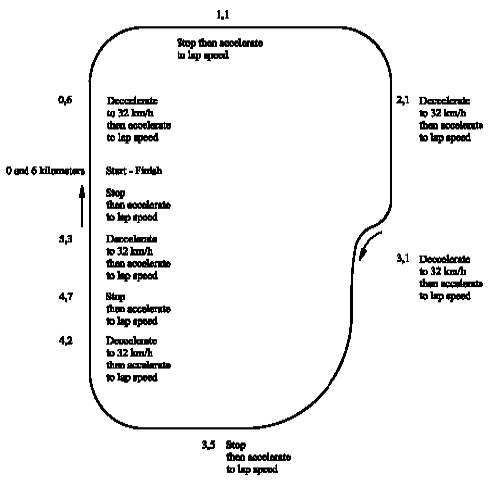 1,1
Stop then accelerate
to lap speed
0,6
Decelerate
to 32 km/h
then accelerate
to lap speed
2,1
Decelerate
to 32 km/h
then accelerate
to lap speed
0 and 6 kilometers
Start - Finish
Stop
then accelerate
to lap speed
5,3
Decelerate
to 32 km/h
then accelerate
to lap speed
3,1
Decelerate
to 32 km/h
then accelerate
to lap speed
4,7
Stop
then accelerate
to lap speed
4,2
Decelerate
to 32 km/h
then accelerate
to lap speed
3,5
Stop
then accelerate
to lap speed